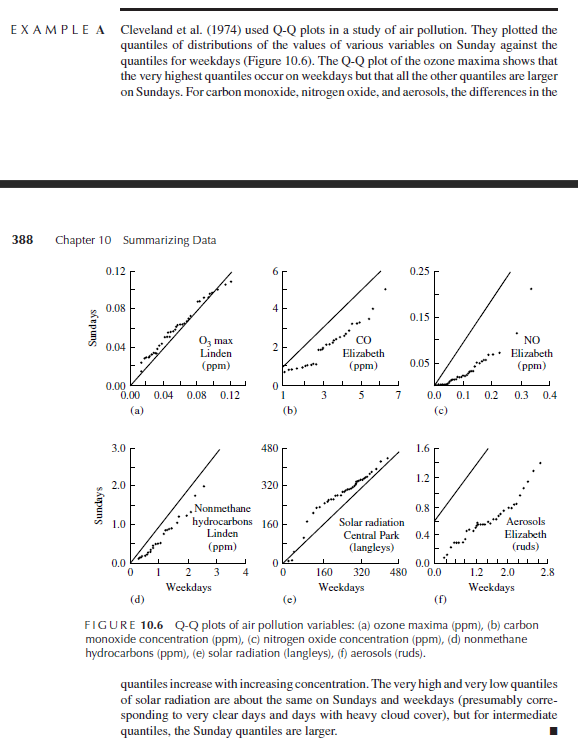 EXAMPLE A Cleveland et al. (1974) used Q-Q plots in a study of air pollution. They plotted the
quantiles of distributions of the values of various variables on Sunday against the
quantiles for weekdays (Figure 10.6). The Q-Q plot of the ozone maxima shows that
the very highest quantiles occur on weekdays but that all the other quantiles are larger
on Sundays. For carbon monoxide, nitrogen oxide, and aerosols, the differences in the
388 Chapter 10 Summarizing Data
Sundays
0.12
0.08
0.04
0.00
0.00 0.04 0.08 0.12
O3 max
Linden
(ppm)
(a)
6
4
2
0
1 3 5 7
CO
Elizabeth
(ppm)
(b)
0.25
0.15
0.05
0.0 0.1 0.2 0.3 0.4
NO
Elizabeth
(ppm)
(c)
Sundays
3.0
2.0
1.0
0.0
0 1 2 3 4
Nonmethane
hydrocarbons
Linden
(ppm)
Weekdays
(d)
480
320
160
0
0 160 320 480
Solar radiation
Central Park
(langleys)
Weekdays
(e)
1.6
1.2
0.8
0.4
0.0
0.0 1.2 2.0 2.8
Aerosols
Elizabeth
(ruds)
Weekdays
(f)
FIGURE 10.6 Q-Q plots of air pollution variables: (a) ozone maxima (ppm), (b) carbon
monoxide concentration (ppm), (c) nitrogen oxide concentration (ppm), (d) nonmethane
hydrocarbons (ppm), (e) solar radiation (langleys), (f) aerosols (ruds).
quantiles increase with increasing concentration. The very high and very low quantiles
of solar radiation are about the same on Sundays and weekdays (presumably corre-
sponding to very clear days and days with heavy cloud cover), but for intermediate
quantiles, the Sunday quantiles are larger.